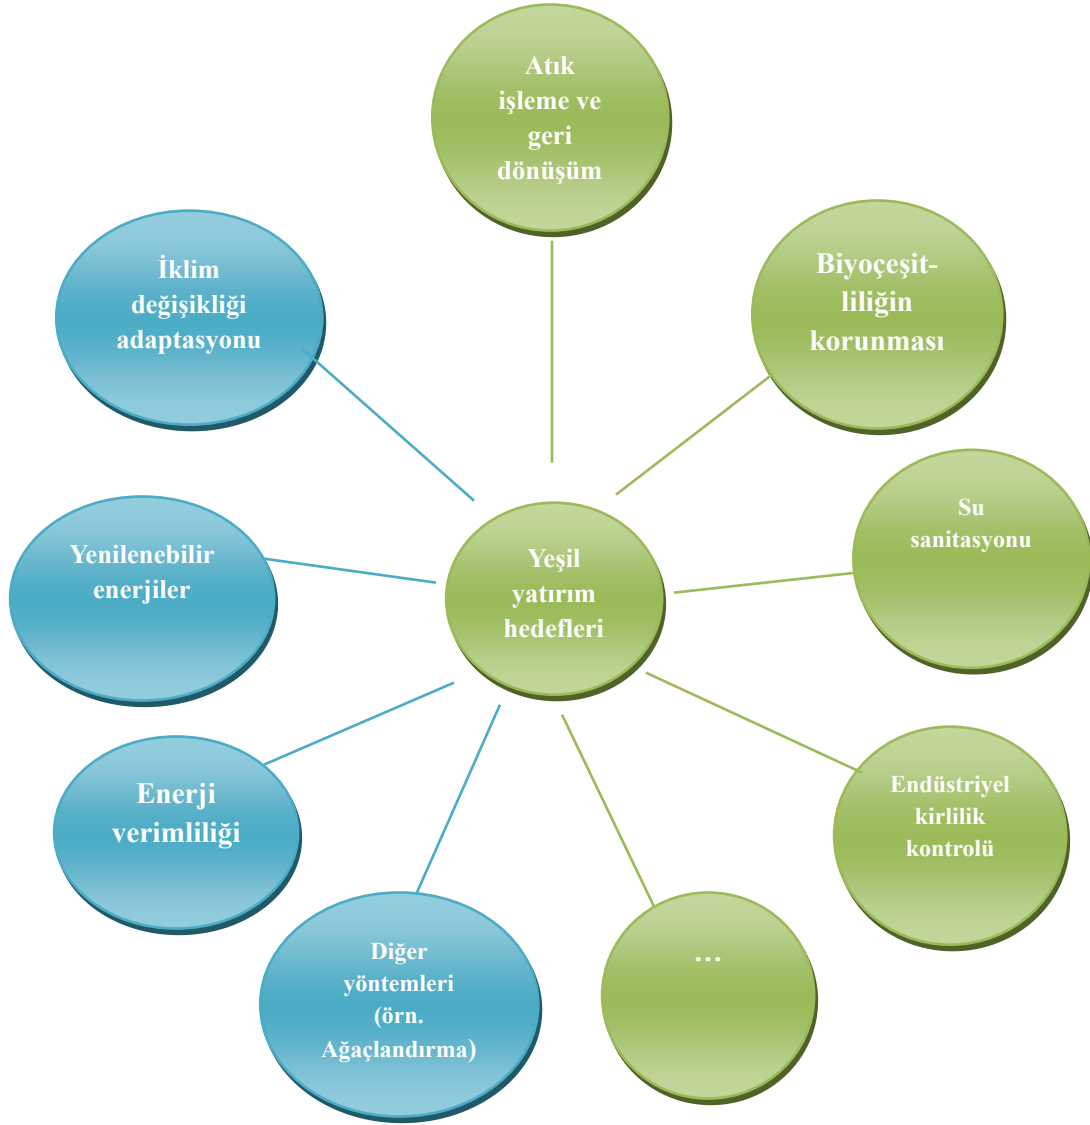 Atık
işleme ve
geri
dönüşüm
İklim
değişikliği
adaptasyonu
Biyoçeşit-
liliğin
korunması
Su
sanitasyonu
Yenilenebilir
enerjiler
Yeşil
yatırım
hedefleri
Enerji
verimliliği
Endüstriyel
kirlilik
kontrolü
Diğer
yöntemleri
(örn.
Ağaçlandırma)
…